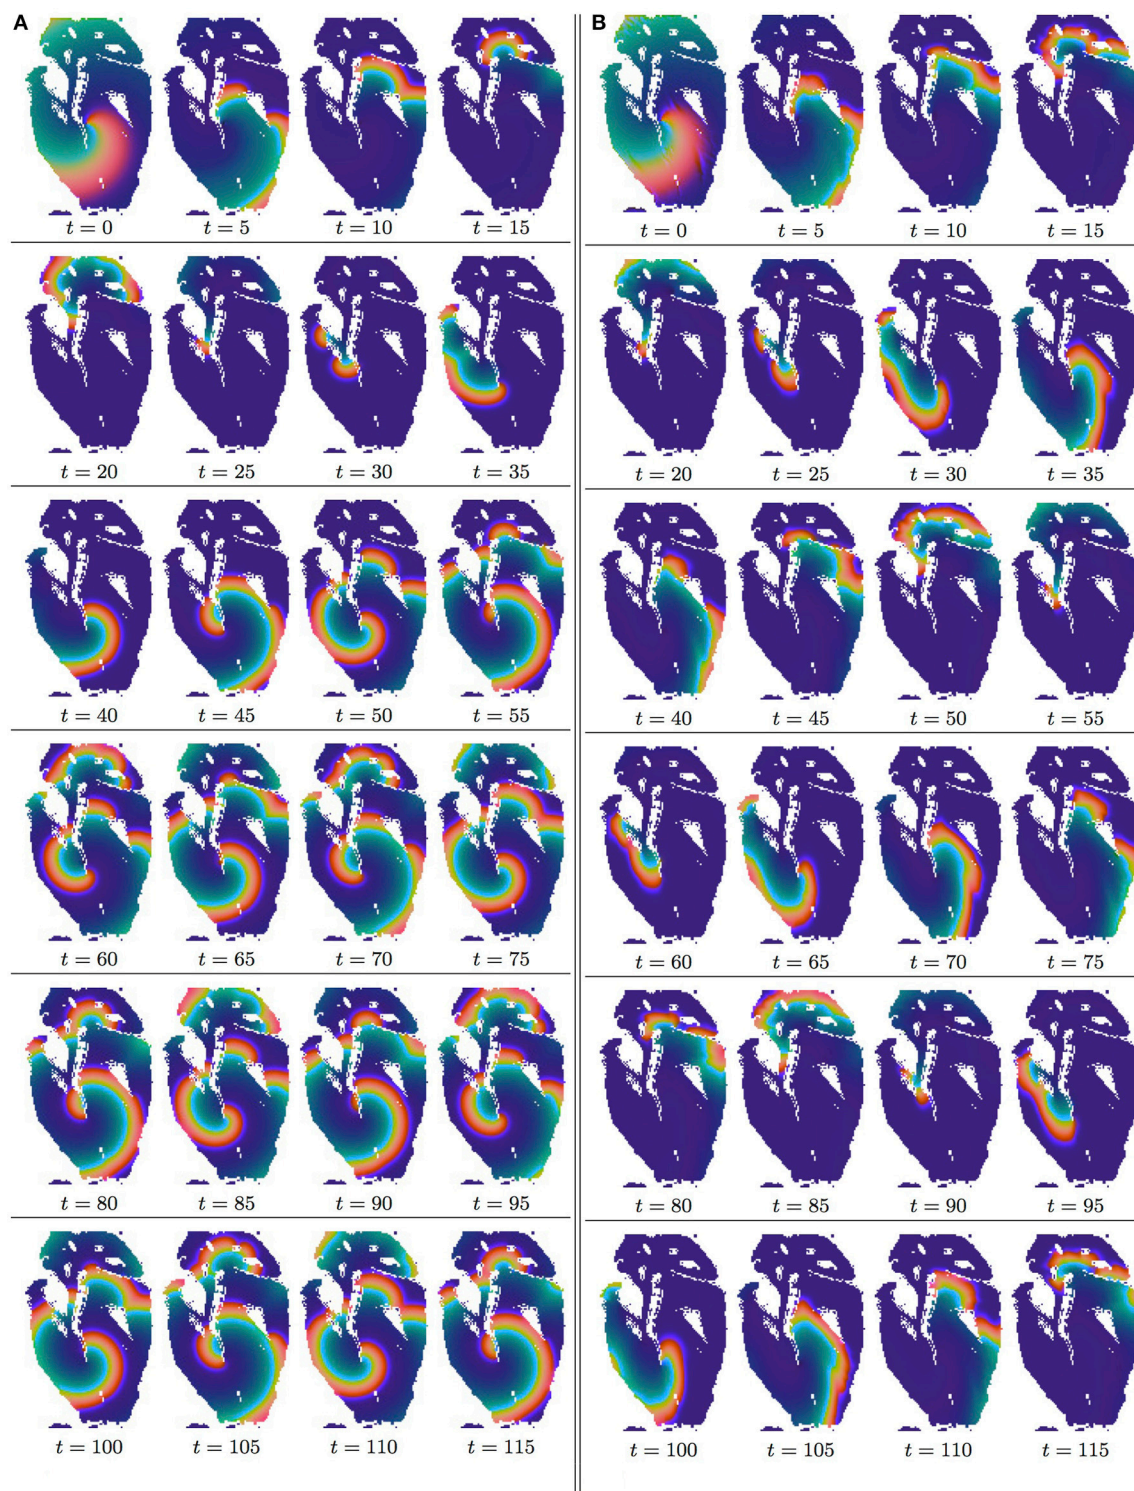 A
B
t = 0 t = 5 t = 10 t = 15
t = 0 t = 5 t = 10 t = 15
t = 20 t = 25 t = 30 t = 35
t = 20 t = 25 t = 30 t = 35
t = 40 t = 45 t = 50 t = 55
t = 40 t = 45 t = 50 t = 55
t = 60 t = 65 t = 70 t = 75
t = 60 t = 65 t = 70 t = 75
t = 80 t = 85 t = 90 t = 95
t = 80 t = 85 t = 90 t = 95
t = 100 t = 105 t = 110 t = 115
t = 100 t = 105 t = 110 t = 115